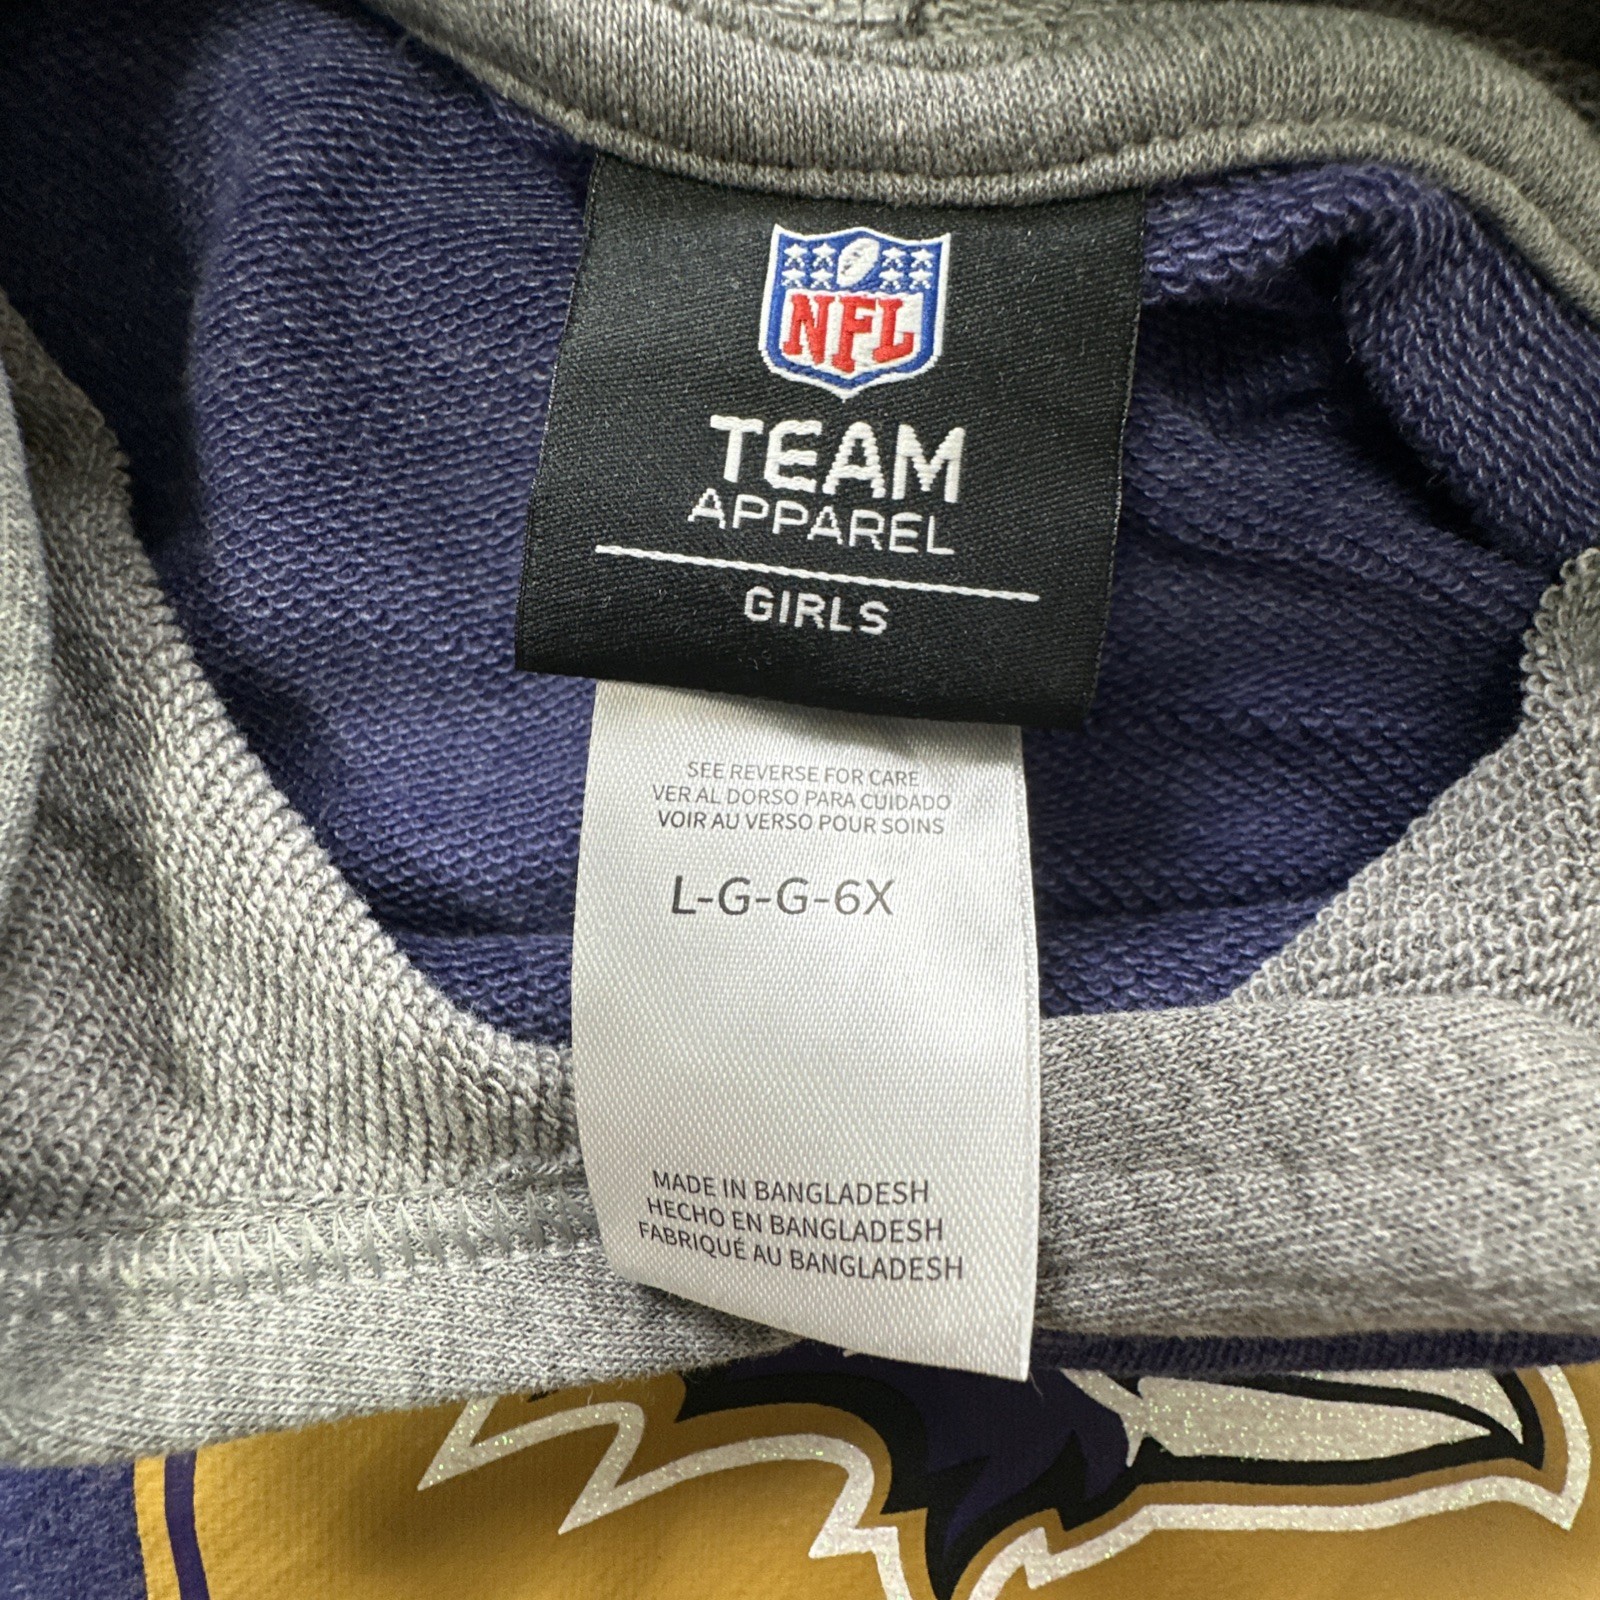 NFL
TEAM
APPAREL
GIRLS
SEE REVERSE FOR CARE
VER AL DORSO PARA CUIDADO
VOIR AU VERSO POUR SOINS
L-G-G-6X
MADE IN BANGLADESH
HECHO EN BANGLADESH
FABRIQUÉ AU BANGLADESH